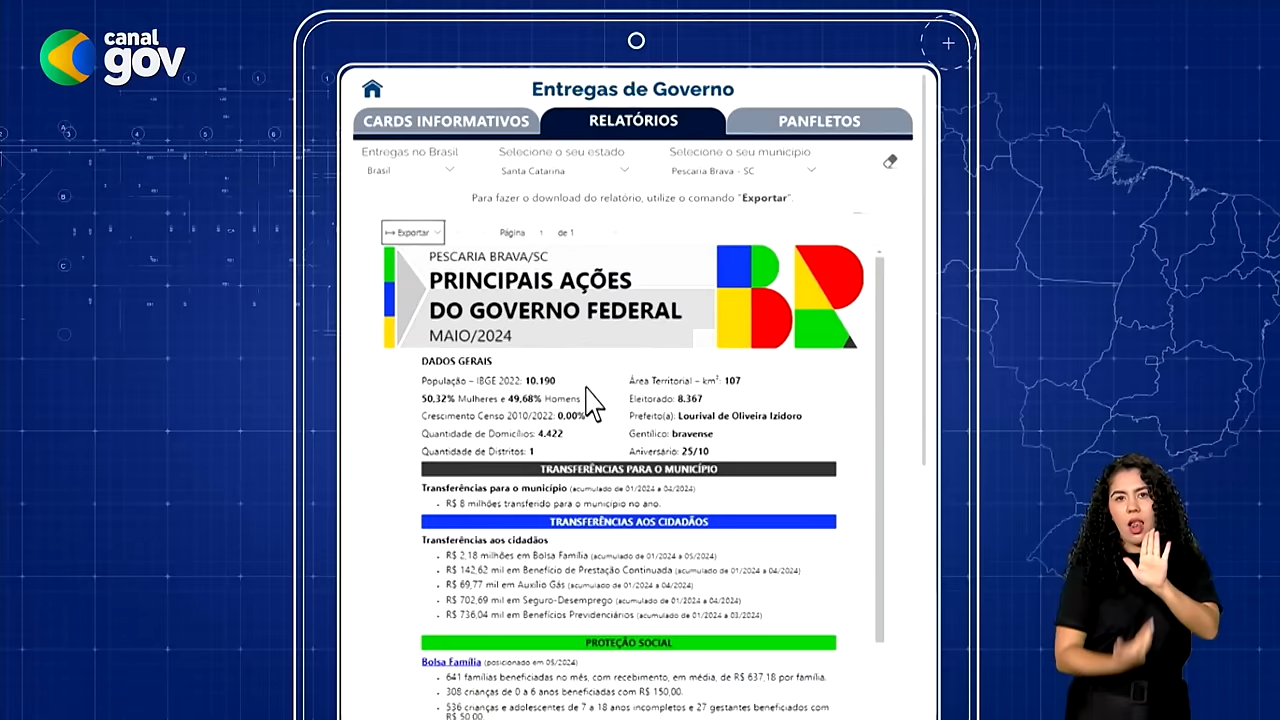 canal
gov
Entregas de Governo
CARDS INFORMATIVOS
RELATÓRIOS
PANFLETOS
Entregas no Brasil
Selecione o seu estado
Selecione o seu municipio
Brasil
Santa Catarina
Pescaria Brava - SC
Para fazer o download do relatório, utilize o comando "Exportar".
Exportar
Página 1 de 1
PESCARIA BRAVA/SC
PRINCIPAIS AÇÕES
DO GOVERNO FEDERAL
MAIO/2024
BR
DADOS GERAIS
População – IBGE 2022: 10.190
Área Territorial – km²: 107
50,32% Mulheres e 49,68% Homens
Eleitorado: 8.367
Crescimento Censo 2010/2022: 0,00%
Prefeito(a): Lourival de Oliveira Izidoro
Quantidade de Domicílios: 4.422
Gentílico: bravense
Quantidade de Distritos: 1
Aniversário: 25/10
TRANSFERÊNCIAS PARA O MUNICÍPIO
Transferências para o município (acumulado de 01/2024 a 04/2024)
• R$ 8 milhões transferido para o município no ano.
TRANSFERÊNCIAS AOS CIDADÃOS
Transferências aos cidadãos
• R$ 2,18 milhões em Bolsa Família (acumulado de 01/2024 a 05/2024)
• R$ 142,62 mil em Benefício de Prestação Continuada (acumulado de 01/2024 a 04/2024)
• R$ 69,77 mil em Auxílio Gás (acumulado de 01/2024 a 04/2024)
• R$ 702,69 mil em Seguro-Desemprego (acumulado de 01/2024 a 04/2024)
• R$ 736,04 mil em Benefícios Previdenciários (acumulado de 01/2024 a 03/2024)
PROTEÇÃO SOCIAL
Bolsa Família (posicionado em 05/2024)
• 641 famílias beneficiadas no mês, com recebimento, em média, de R$ 637,18 por família.
• 308 crianças de 0 a 6 anos beneficiadas com R$ 150,00.
• 536 crianças e adolescentes de 7 a 18 anos incompletos e 27 gestantes beneficiados com
R$ 50,00.